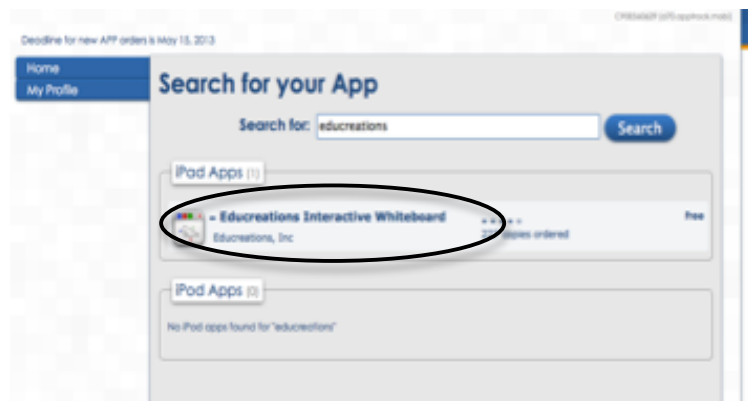 Deadline for new APP orders is May 15, 2013
Home
My Profile
Search for your App
Search for: educreations
Search
iPad Apps (1)
- Educreations Interactive Whiteboard
Educreations, Inc
copies ordered
Free
iPod Apps (0)
No iPod apps found for "educreations"